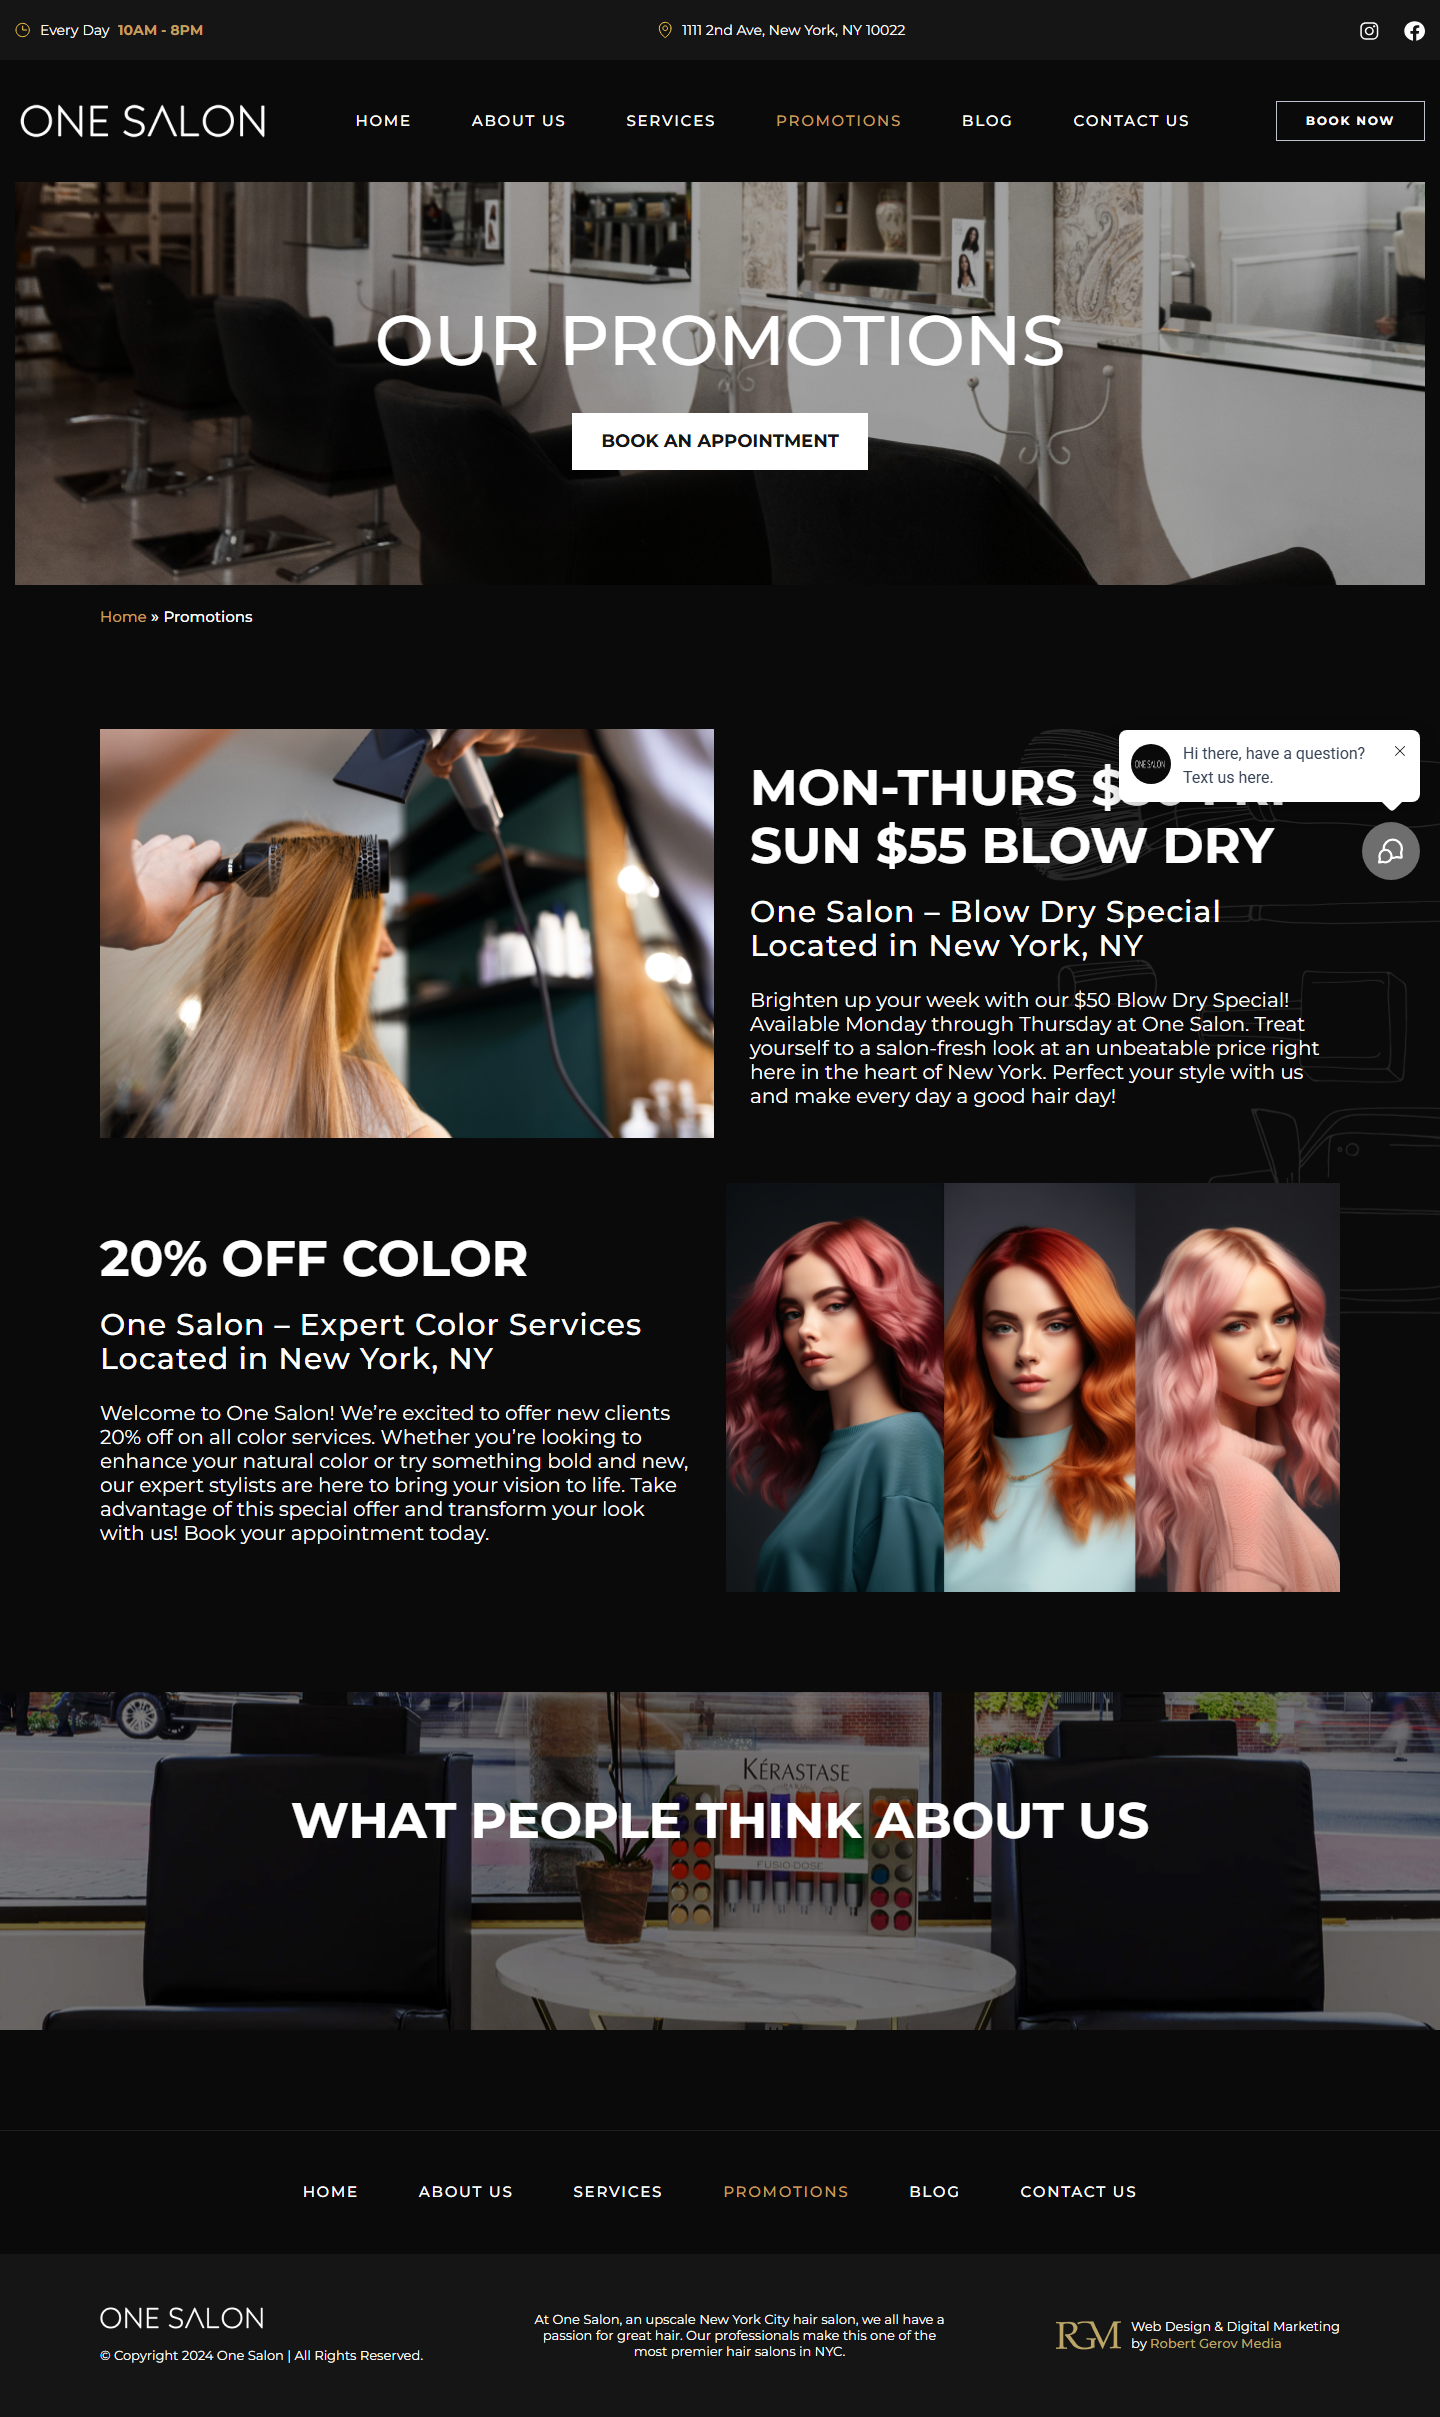 Every Day 10AM - 8PM
1111 2nd Ave, New York, NY 10022
ONE SALON
HOME
ABOUT US
SERVICES
PROMOTIONS
BLOG
CONTACT US
BOOK NOW
OUR PROMOTIONS
BOOK AN APPOINTMENT
Home » Promotions
Hi there, have a question?
Text us here.
ONE SALON
MON-THURS
SUN $55 BLOW DRY
One Salon – Blow Dry Special
Located in New York, NY
Brighten up your week with our $50 Blow Dry Special!
Available Monday through Thursday at One Salon. Treat
yourself to a salon-fresh look at an unbeatable price right
here in the heart of New York. Perfect your style with us
and make every day a good hair day!
20% OFF COLOR
One Salon – Expert Color Services
Located in New York, NY
Welcome to One Salon! We’re excited to offer new clients
20% off on all color services. Whether you’re looking to
enhance your natural color or try something bold and new,
our expert stylists are here to bring your vision to life. Take
advantage of this special offer and transform your look
with us! Book your appointment today.
KÉRASTASE
PARIS
WHAT PEOPLE THINK ABOUT US
FUSIO-DOSE
HOME
ABOUT US
SERVICES
PROMOTIONS
BLOG
CONTACT US
ONE SALON
© Copyright 2024 One Salon | All Rights Reserved.
At One Salon, an upscale New York City hair salon, we all have a
passion for great hair. Our professionals make this one of the
most premier hair salons in NYC.
RGM
Web Design & Digital Marketing
by Robert Gerov Media